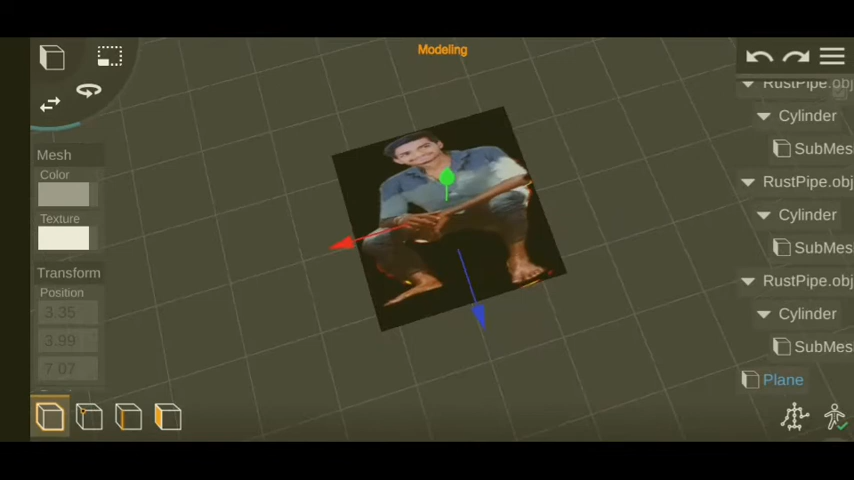 Modeling
Mesh
Color
Texture
Transform
Position
3.35
3.99
7.07
RustPipe.obj
Cylinder
SubMes
RustPipe.obj
Cylinder
SubMes
RustPipe.obj
Cylinder
SubMes
Plane